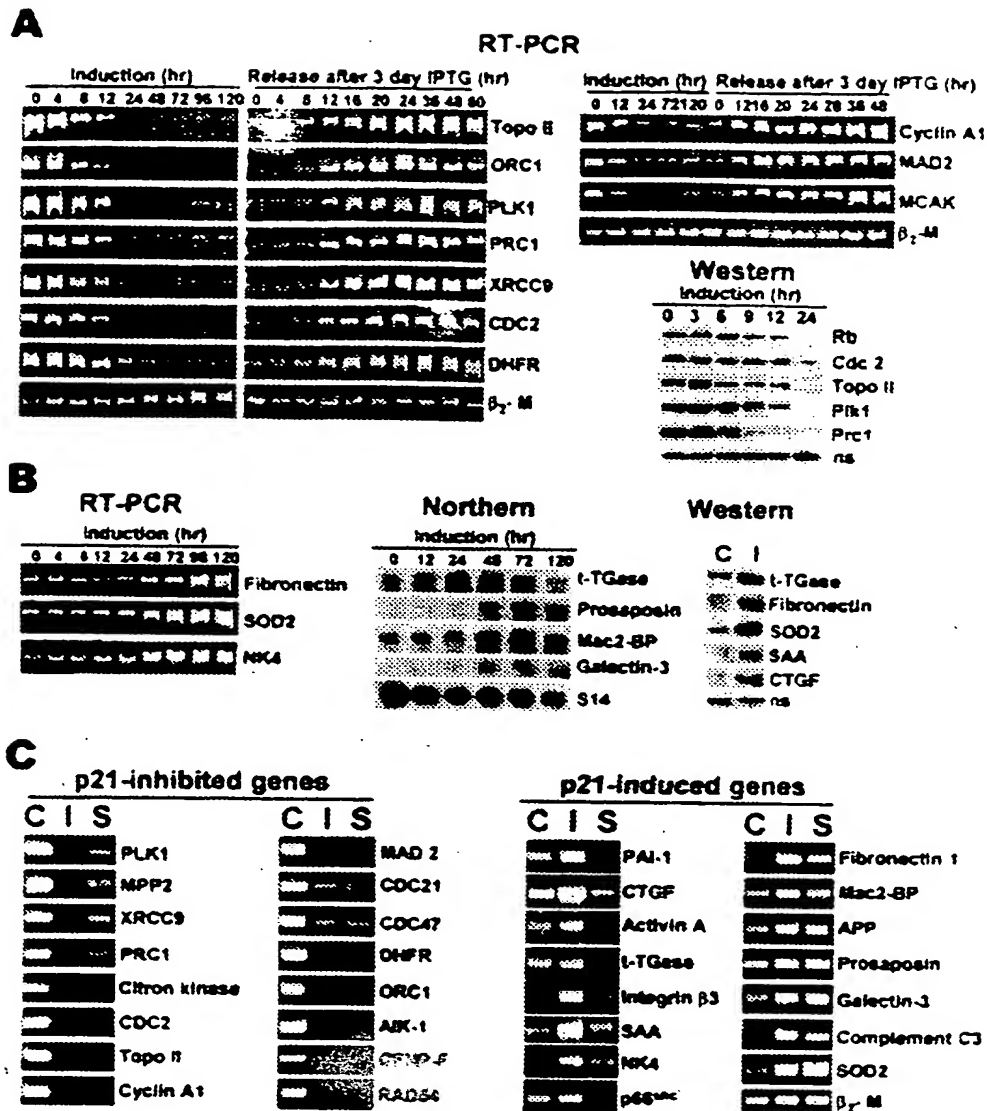 A
RT-PCR
Induction (hr)
0 4 8 12 24 48 72 96 120
Release after 3 day IPTG (hr)
0 4 8 12 16 20 24 36 48 60
Topo II
ORC1
PLK1
PRC1
XRCC9
CDC2
DHFR
β2-M
Induction (hr)
0 12 24 72 120
Release after 3 day IPTG (hr)
0 12 16 20 24 28 36 48
Cyclin A1
MAD2
MCAK
β2-M
Western
Induction (hr)
0 3 6 9 12 24
Rb
Cdc 2
Topo II
Plk1
Prc1
ns
B
RT-PCR
Induction (hr)
0 4 8 12 24 48 72 96 120
Fibronectin
SOD2
NK4
Northern
Induction (hr)
0 12 24 48 72 120
t-TGase
Prosaposin
Mac2-BP
Galectin-3
S14
Western
C I
t-TGase
Fibronectin
SOD2
SAA
CTGF
ns
C
p21-inhibited genes
C I S
PLK1
MPP2
XRCC9
PRC1
Citron kinase
CDC2
Topo II
Cyclin A1
C I S
MAD 2
CDC21
CDC47
DHFR
ORC1
AIK-1
CENP-F
RAD54
p21-induced genes
C I S
PAI-1
CTGF
Activin A
t-TGase
Integrin β3
SAA
NK4
p66shc
C I S
Fibronectin 1
Mac2-BP
APP
Prosaposin
Galectin-3
Complement C3
SOD2
β2-M